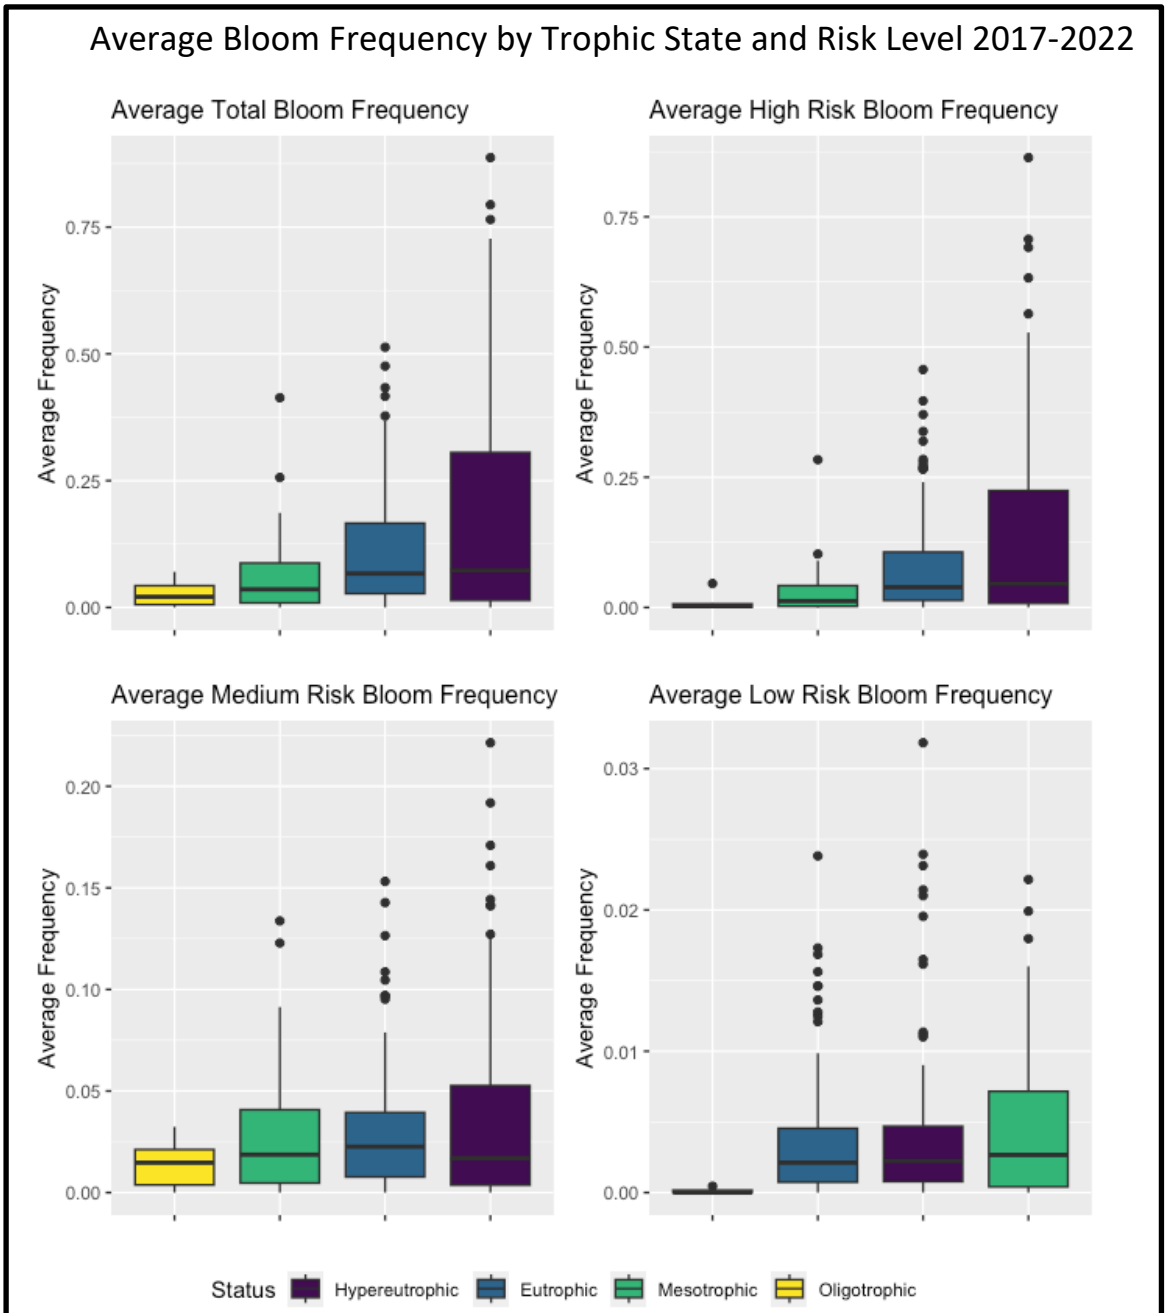 Average Bloom Frequency by Trophic State and Risk Level 2017-2022
Average Total Bloom Frequency
Average Frequency
0.75
0.50
0.25
0.00
Average High Risk Bloom Frequency
Average Frequency
0.75
0.50
0.25
0.00
Average Medium Risk Bloom Frequency
Average Frequency
0.20
0.15
0.10
0.05
0.00
Average Low Risk Bloom Frequency
Average Frequency
0.03
0.02
0.01
0.00
Status Hypereutrophic Eutrophic Mesotrophic Oligotrophic